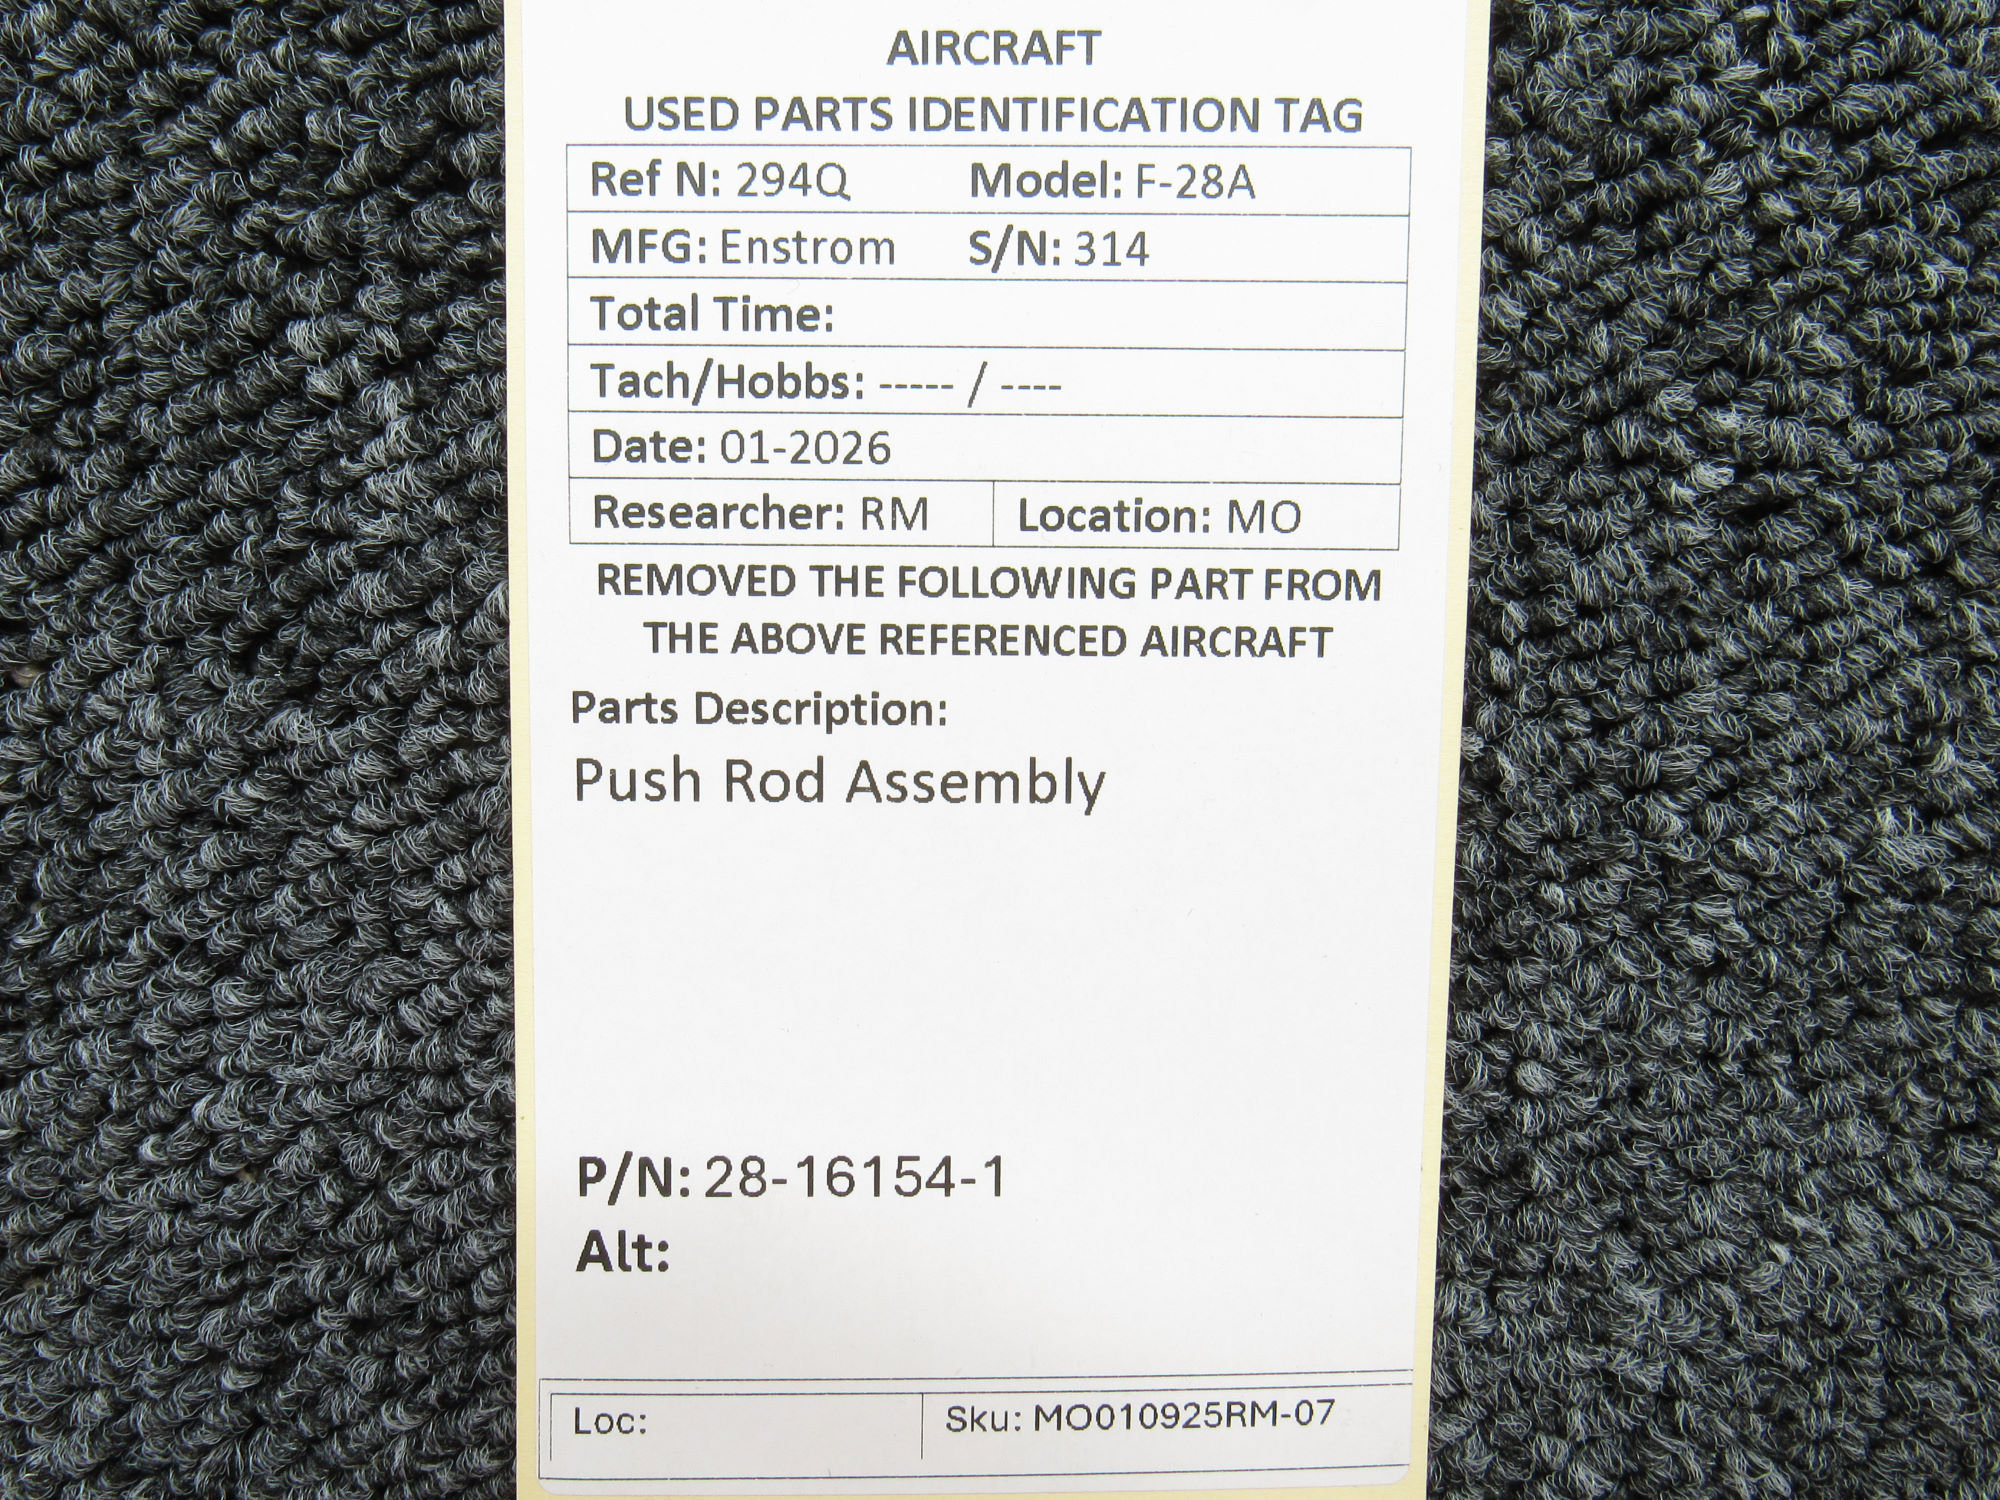 AIRCRAFT
USED PARTS IDENTIFICATION TAG
Ref N: 294Q Model: F-28A
MFG: Enstrom S/N: 314
Total Time:
Tach/Hobbs: ----- / ----
Date: 01-2026
Researcher: RM Location: MO
REMOVED THE FOLLOWING PART FROM
THE ABOVE REFERENCED AIRCRAFT
Parts Description:
Push Rod Assembly
P/N: 28-16154-1
Alt:
Loc: Sku: MO010925RM-07